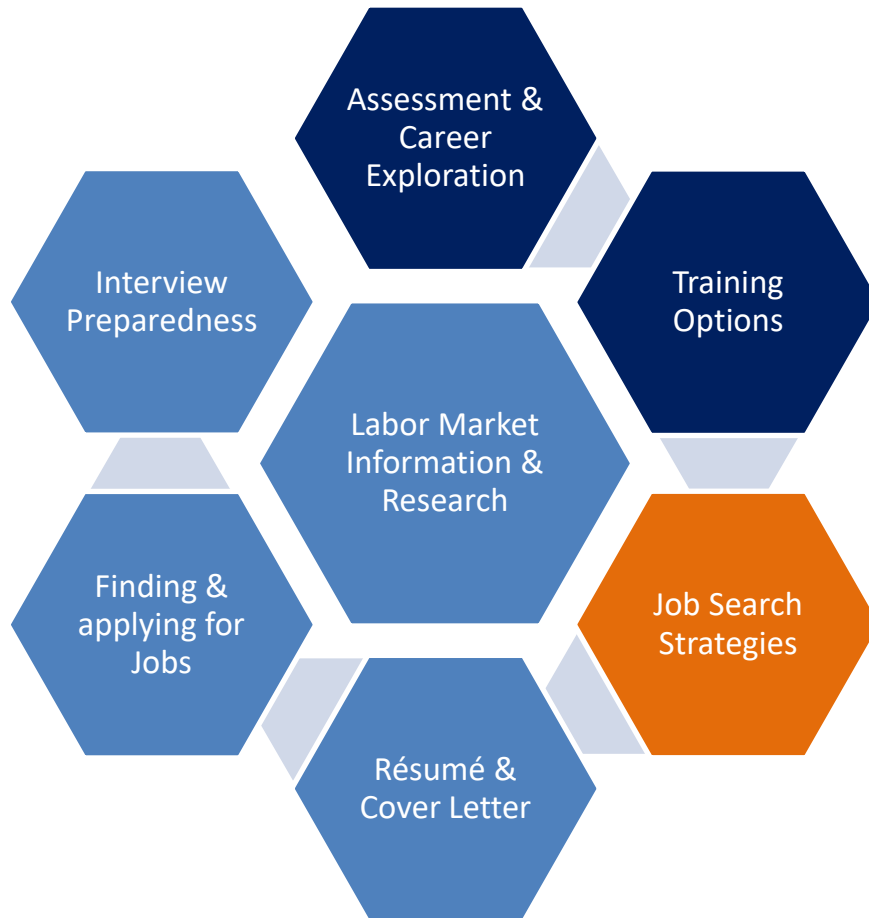 Assessment &
Career
Exploration
Training
Options
Job Search
Strategies
Résumé &
Cover Letter
Finding &
applying for
Jobs
Interview
Preparedness
Labor Market
Information &
Research